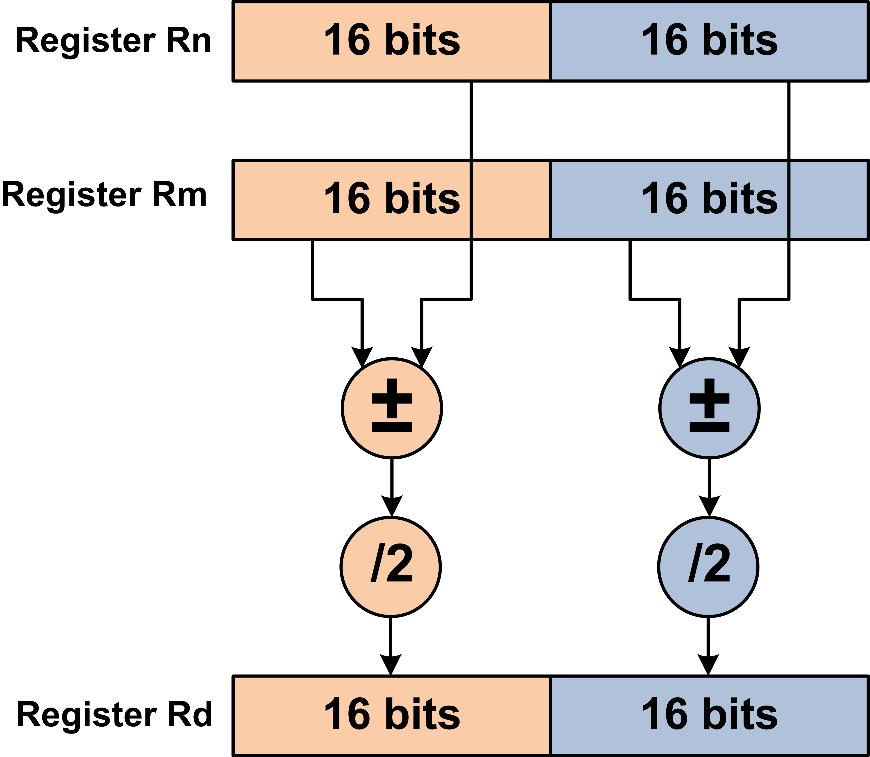 Register Rn 16 bits 16 bits
Register Rm 16 bits 16 bits
± ±
/2 /2
Register Rd 16 bits 16 bits